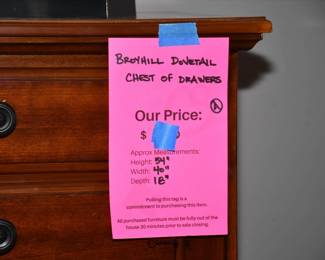 BROYHILL DOVETAIL
CHEST OF DRAWERS
A
Our Price:
$
Approx Measurements:
Height: 54"
Width: 40"
Depth: 18"
Pulling this tag is a
commitment to purchasing this item.
All purchased furniture must be fully out of the
house 30 minutes prior to sale closing